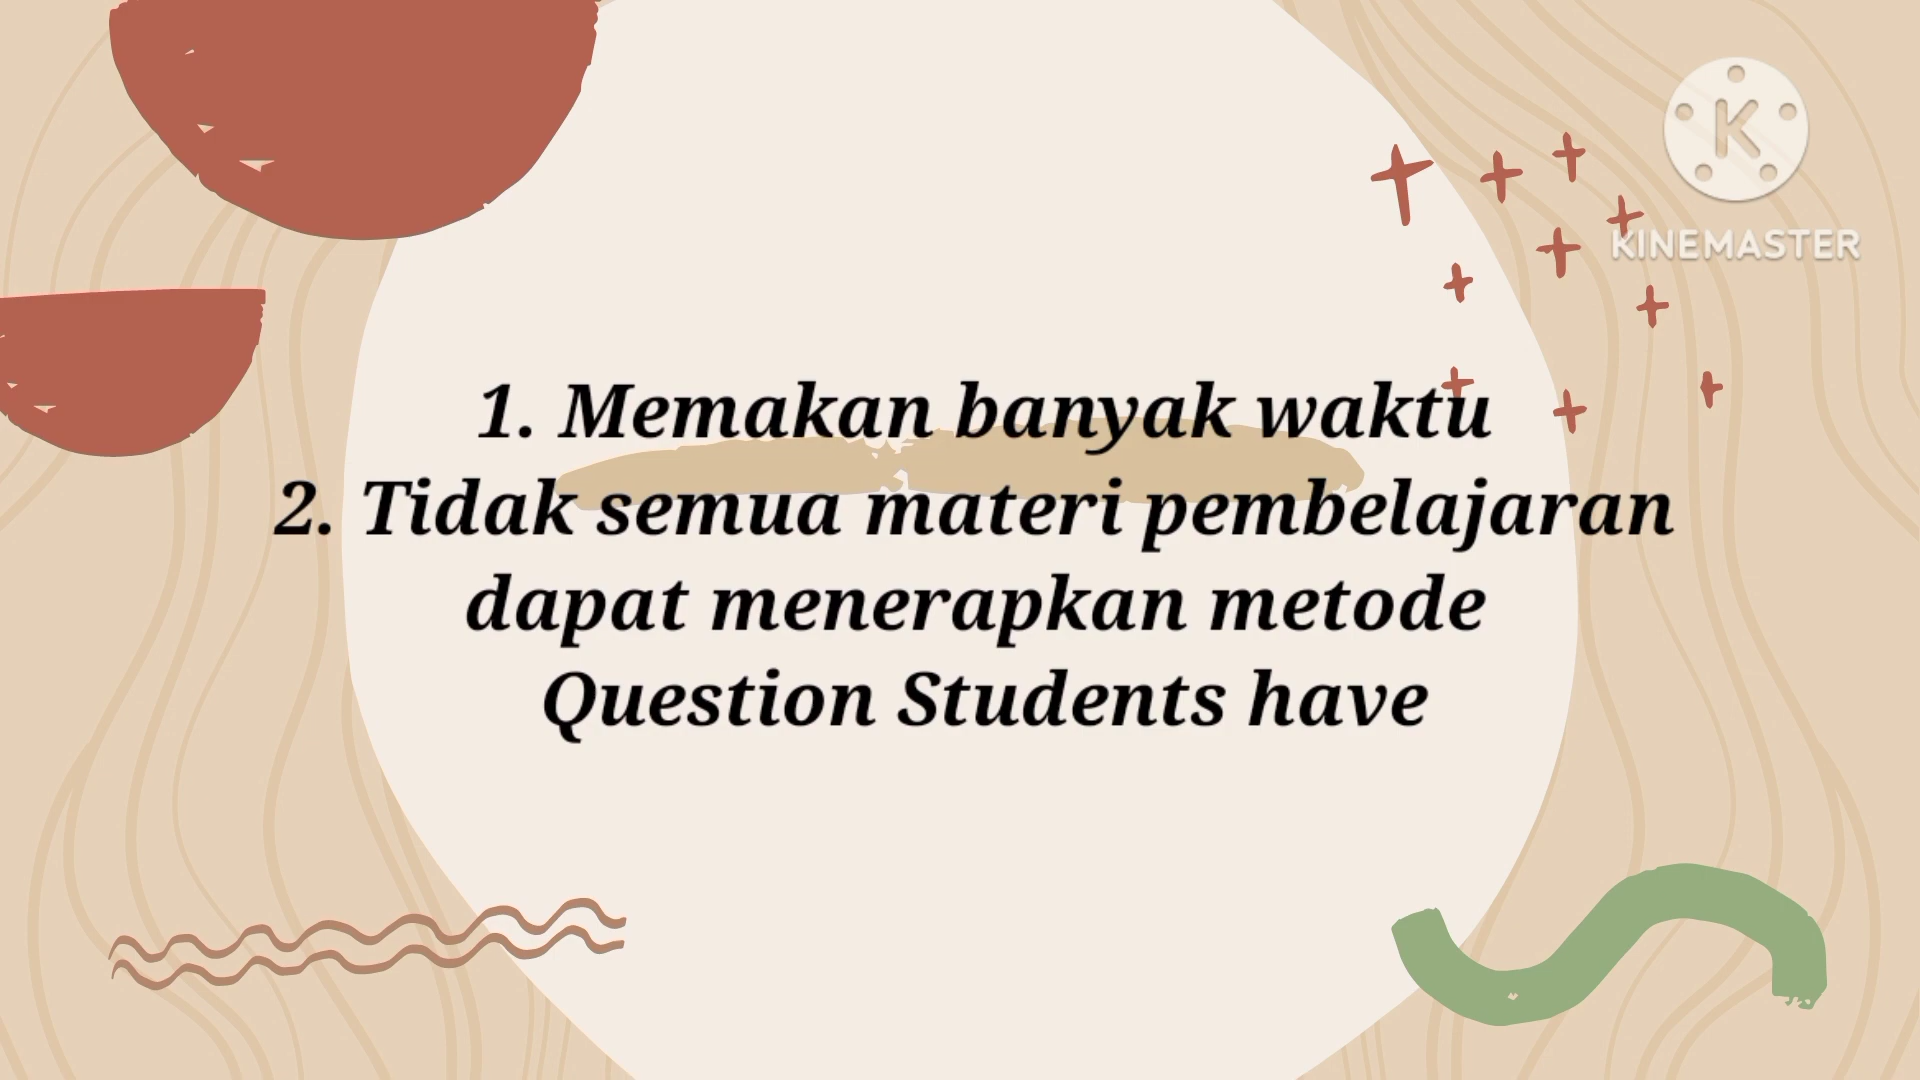 K
KINEMASTER
1. Memakan banyak waktu
2. Tidak semua materi pembelajaran
dapat menerapkan metode
Question Students have